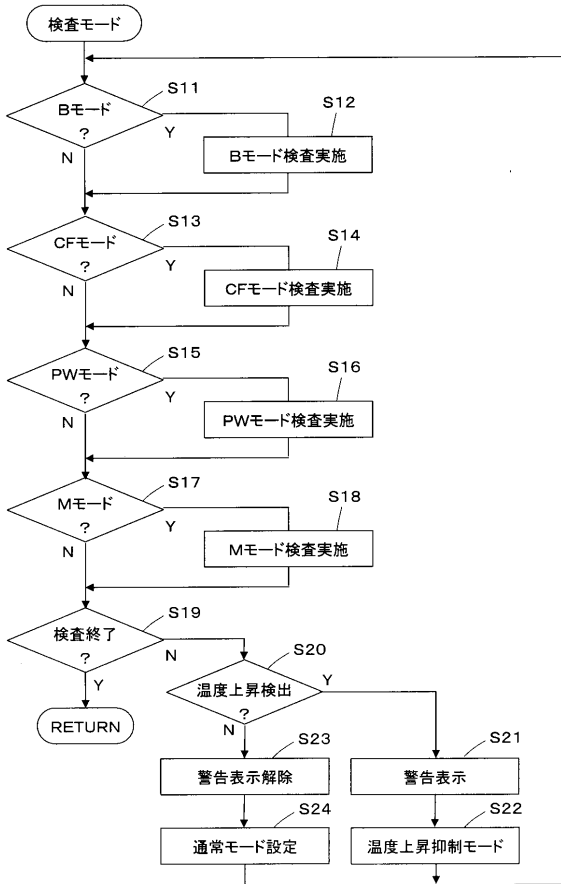 検査モード
S11
Bモード
?
Y
N
S12
Bモード検査実施
S13
CFモード
?
Y
N
S14
CFモード検査実施
S15
PWモード
?
Y
N
S16
PWモード検査実施
S17
Mモード
?
Y
N
S18
Mモード検査実施
S19
検査終了
?
N
Y
RETURN
S20
温度上昇検出
?
Y
N
S23
警告表示解除
S21
警告表示
S24
通常モード設定
S22
温度上昇抑制モード